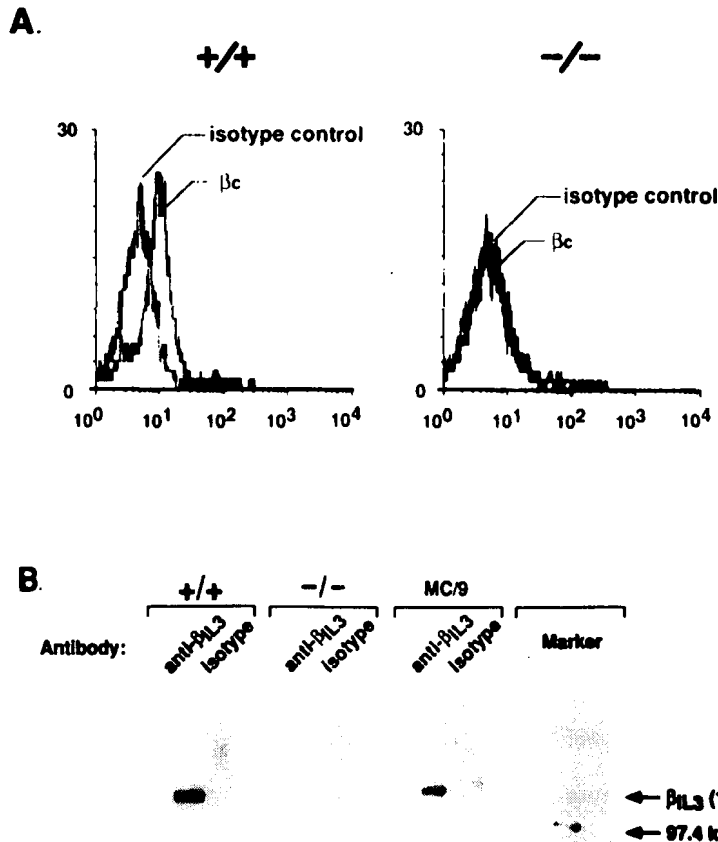 A.
+/+
−/−
30
isotype control
βc
0
10⁰ 10¹ 10² 10³ 10⁴
30
isotype control
βc
0
10⁰ 10¹ 10² 10³ 10⁴
B.
+/+
−/−
MC/9
Antibody:
anti-βIL3
isotype
anti-βIL3
isotype
anti-βIL3
isotype
Marker
βIL3
97.4